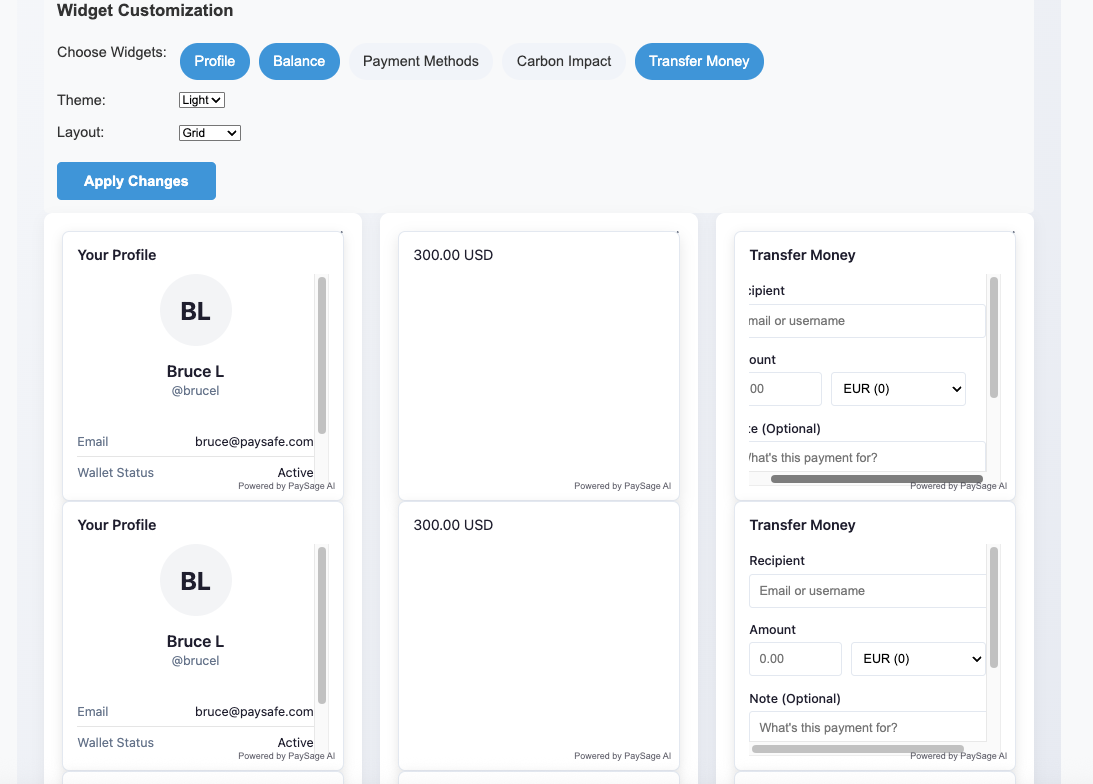 Widget Customization
Choose Widgets: Profile Balance Payment Methods Carbon Impact Transfer Money
Theme: Light
Layout: Grid
Apply Changes
Your Profile
BL
Bruce L
@brucel
Email bruce@paysafe.com
Wallet Status Active
Powered by PaySage AI
300.00 USD
Powered by PaySage AI
Transfer Money
cipient
mail or username
ount
00 EUR (0)
te (Optional)
hat's this payment for?
Powered by PaySage AI
Your Profile
BL
Bruce L
@brucel
Email bruce@paysafe.com
Wallet Status Active
Powered by PaySage AI
300.00 USD
Powered by PaySage AI
Transfer Money
Recipient
Email or username
Amount
0.00 EUR (0)
Note (Optional)
What's this payment for?
Powered by PaySage AI